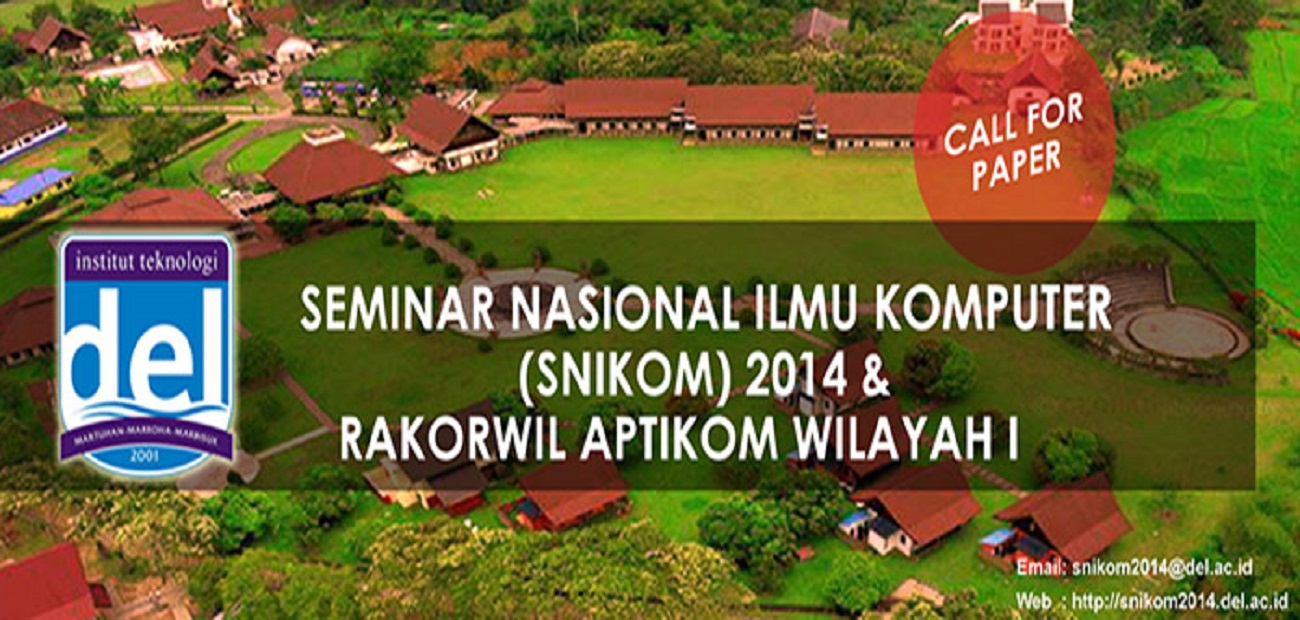 CALL FOR
PAPER
institut teknologi
del
MARTUHAN-MARROHA-MARBISUK
2001
SEMINAR NASIONAL ILMU KOMPUTER
(SNIKOM) 2014 &
RAKORWIL APTIKOM WILAYAH I
Email: snikom2014@del.ac.id
Web : http://snikom2014.del.ac.id